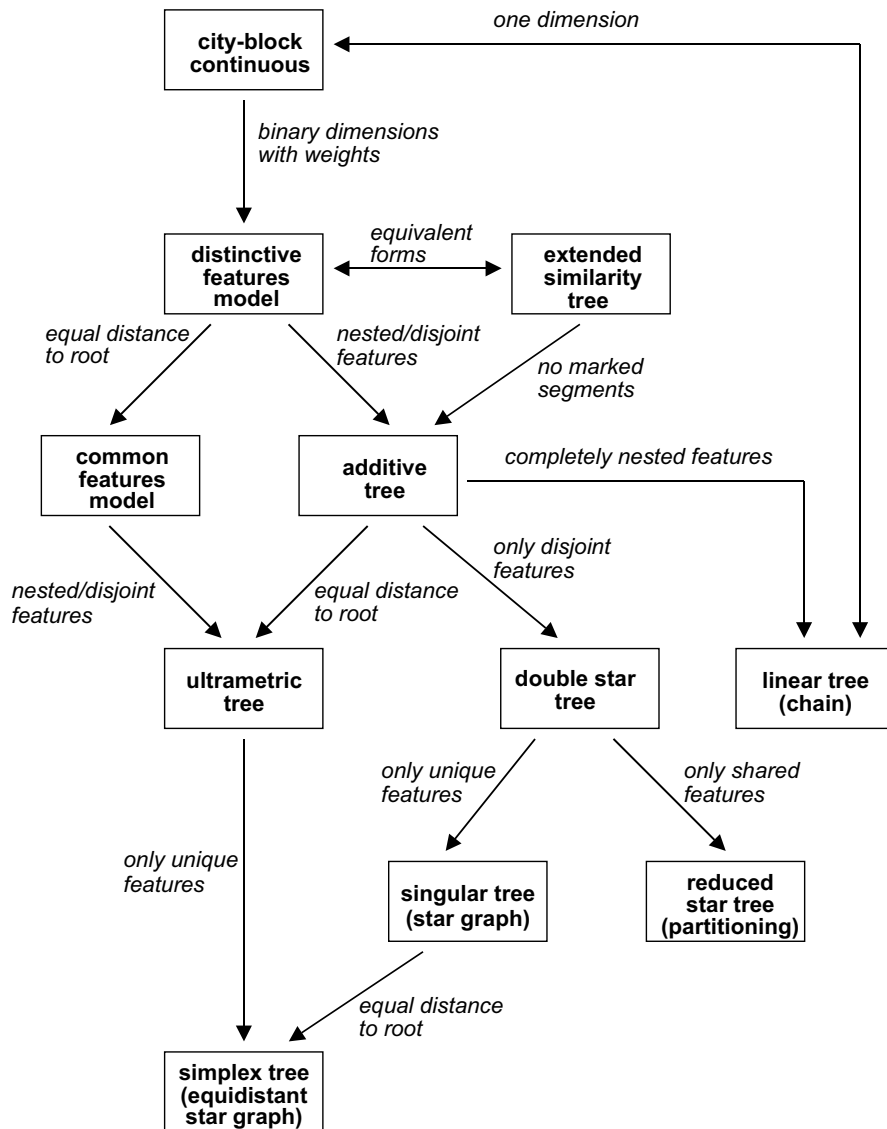 one dimension
city-block
continuous
binary dimensions
with weights
equivalent
forms
distinctive
features
model
extended
similarity
tree
equal distance
to root
nested/disjoint
features
no marked
segments
common
features
model
additive
tree
completely nested features
only disjoint
features
nested/disjoint
features
equal distance
to root
ultrametric
tree
double star
tree
linear tree
(chain)
only unique
features
only shared
features
only unique
features
singular tree
(star graph)
reduced
star tree
(partitioning)
equal distance
to root
simplex tree
(equidistant
star graph)